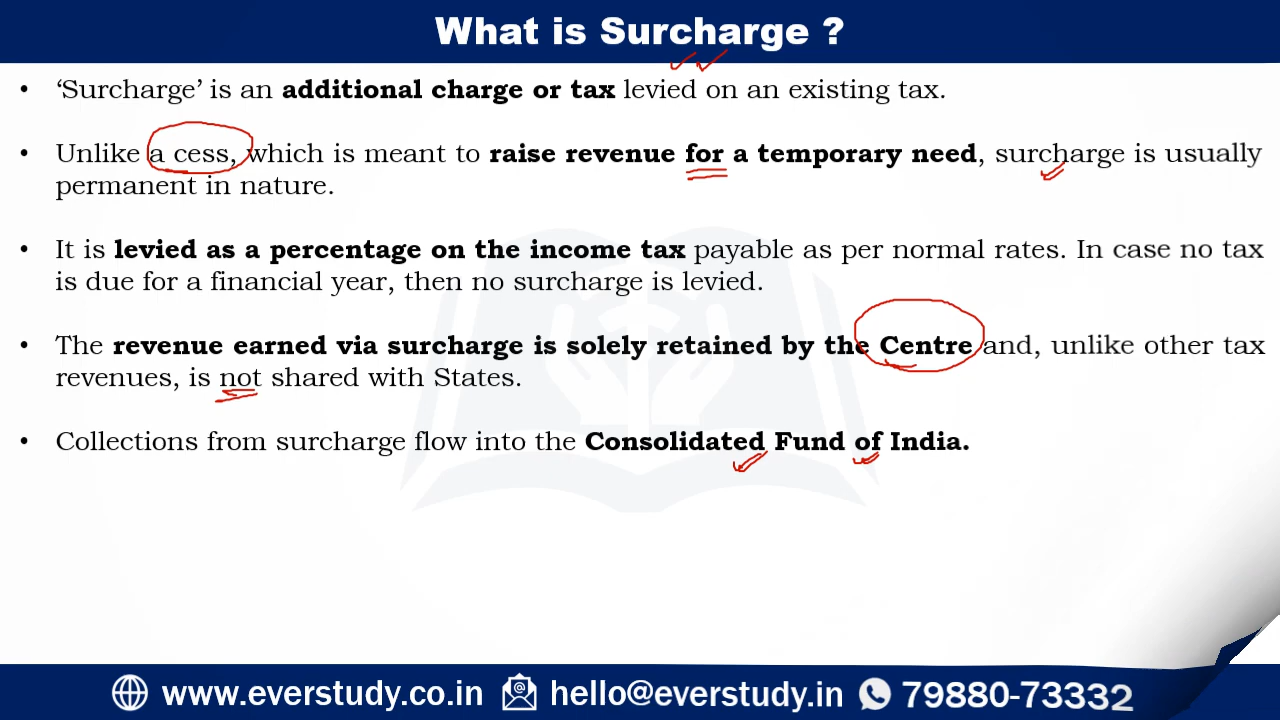 What is Surcharge ?
• ‘Surcharge’ is an additional charge or tax levied on an existing tax.
• Unlike a cess, which is meant to raise revenue for a temporary need, surcharge is usually
permanent in nature.
• It is levied as a percentage on the income tax payable as per normal rates. In case no tax
is due for a financial year, then no surcharge is levied.
• The revenue earned via surcharge is solely retained by the Centre and, unlike other tax
revenues, is not shared with States.
• Collections from surcharge flow into the Consolidated Fund of India.
www.everstudy.co.in hello@everstudy.in 79880-73332